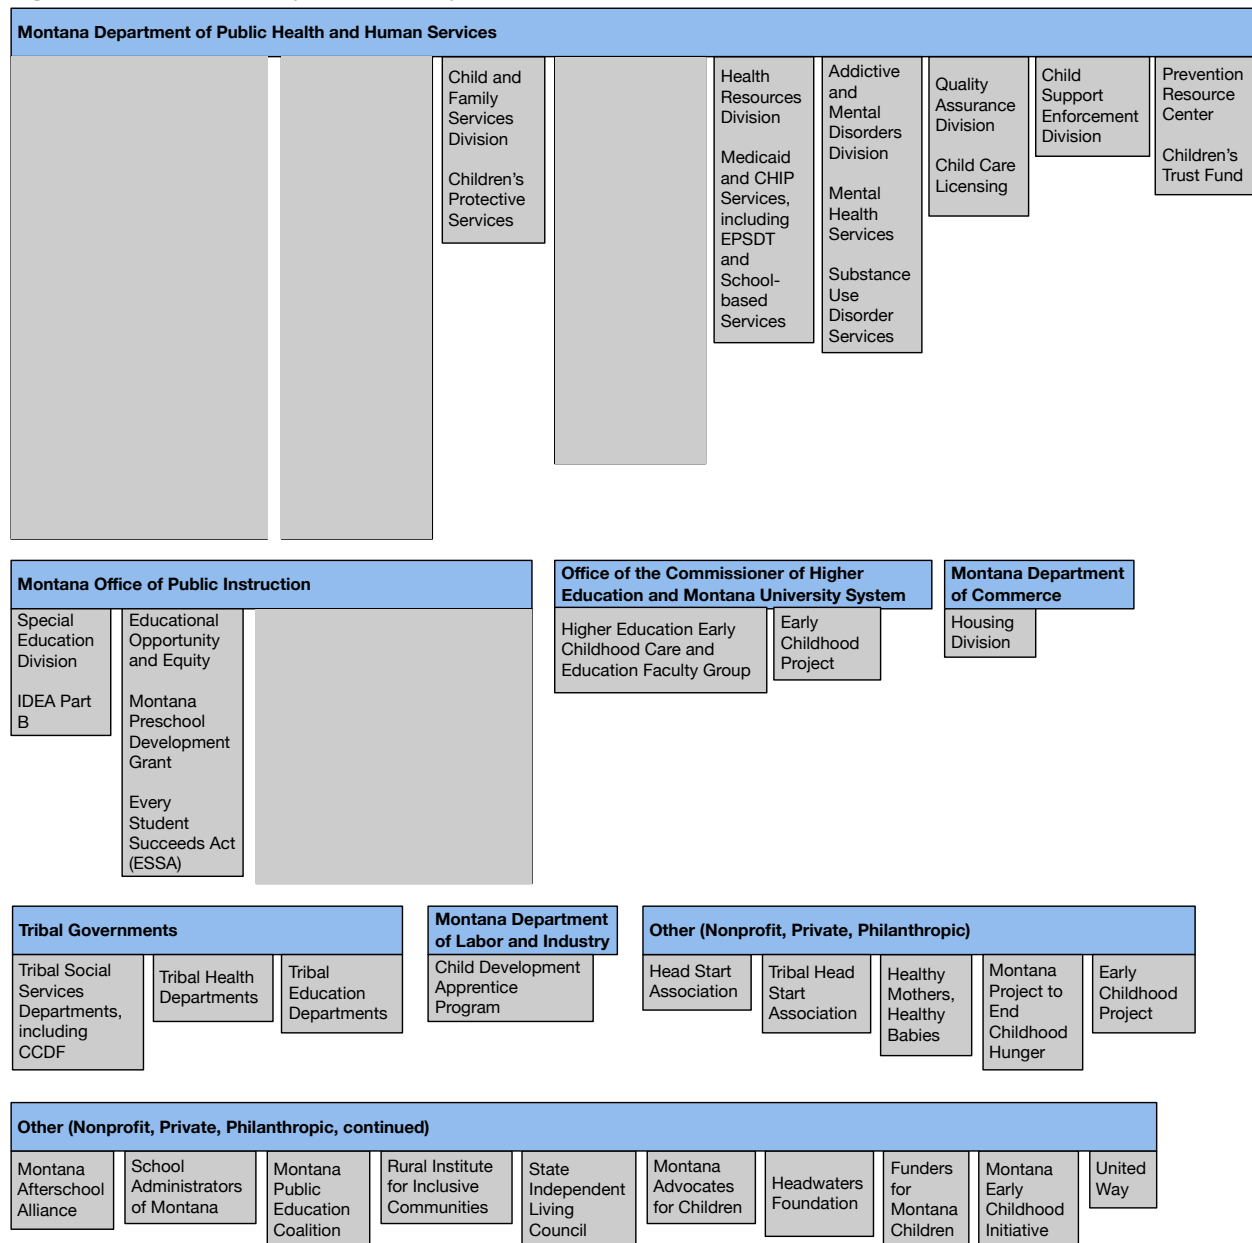 Montana Department of Public Health and Human Services
Child and
Family
Services
Division
Children’s
Protective
Services
Health
Resources
Division
Medicaid
and CHIP
Services,
including
EPSDT
and
School-
based
Services
Addictive
and
Mental
Disorders
Division
Mental
Health
Services
Substance
Use
Disorder
Services
Quality
Assurance
Division
Child Care
Licensing
Child
Support
Enforcement
Division
Prevention
Resource
Center
Children’s
Trust Fund
Montana Office of Public Instruction
Special
Education
Division
IDEA Part
B
Educational
Opportunity
and Equity
Montana
Preschool
Development
Grant
Every
Student
Succeeds Act
(ESSA)
Office of the Commissioner of Higher
Education and Montana University System
Higher Education Early
Childhood Care and
Education Faculty Group
Early
Childhood
Project
Montana Department
of Commerce
Housing
Division
Tribal Governments
Tribal Social
Services
Departments,
including
CCDF
Tribal Health
Departments
Tribal
Education
Departments
Montana Department
of Labor and Industry
Child Development
Apprentice
Program
Other (Nonprofit, Private, Philanthropic)
Head Start
Association
Tribal Head
Start
Association
Healthy
Mothers,
Healthy
Babies
Montana
Project to
End
Childhood
Hunger
Early
Childhood
Project
Other (Nonprofit, Private, Philanthropic, continued)
Montana
Afterschool
Alliance
School
Administrators
of Montana
Montana
Public
Education
Coalition
Rural Institute
for Inclusive
Communities
State
Independent
Living
Council
Montana
Advocates
for Children
Headwaters
Foundation
Funders
for
Montana
Children
Montana
Early
Childhood
Initiative
United
Way